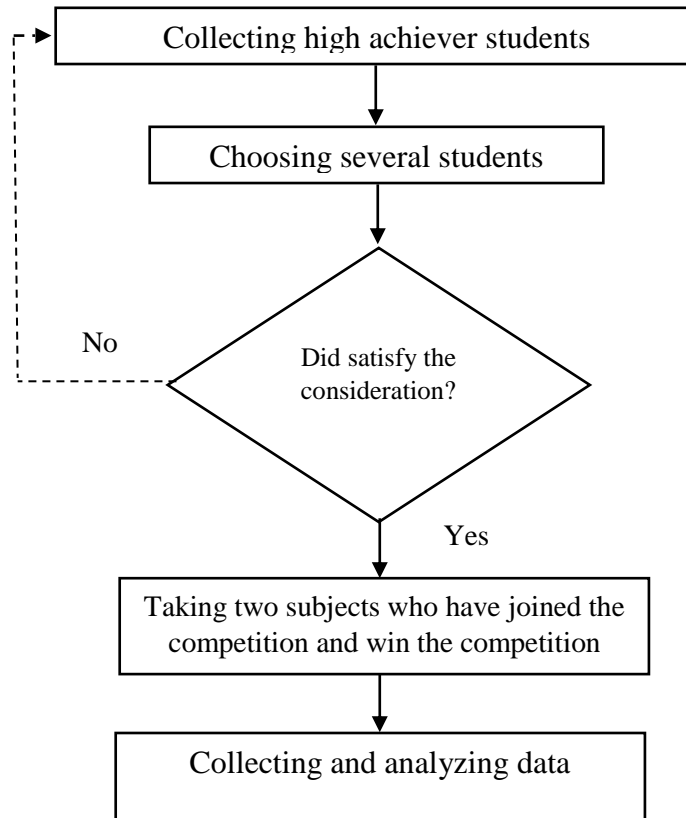 Collecting high achiever students
Choosing several students
Did satisfy the
consideration?
No
Yes
Taking two subjects who have joined the
competition and win the competition
Collecting and analyzing data